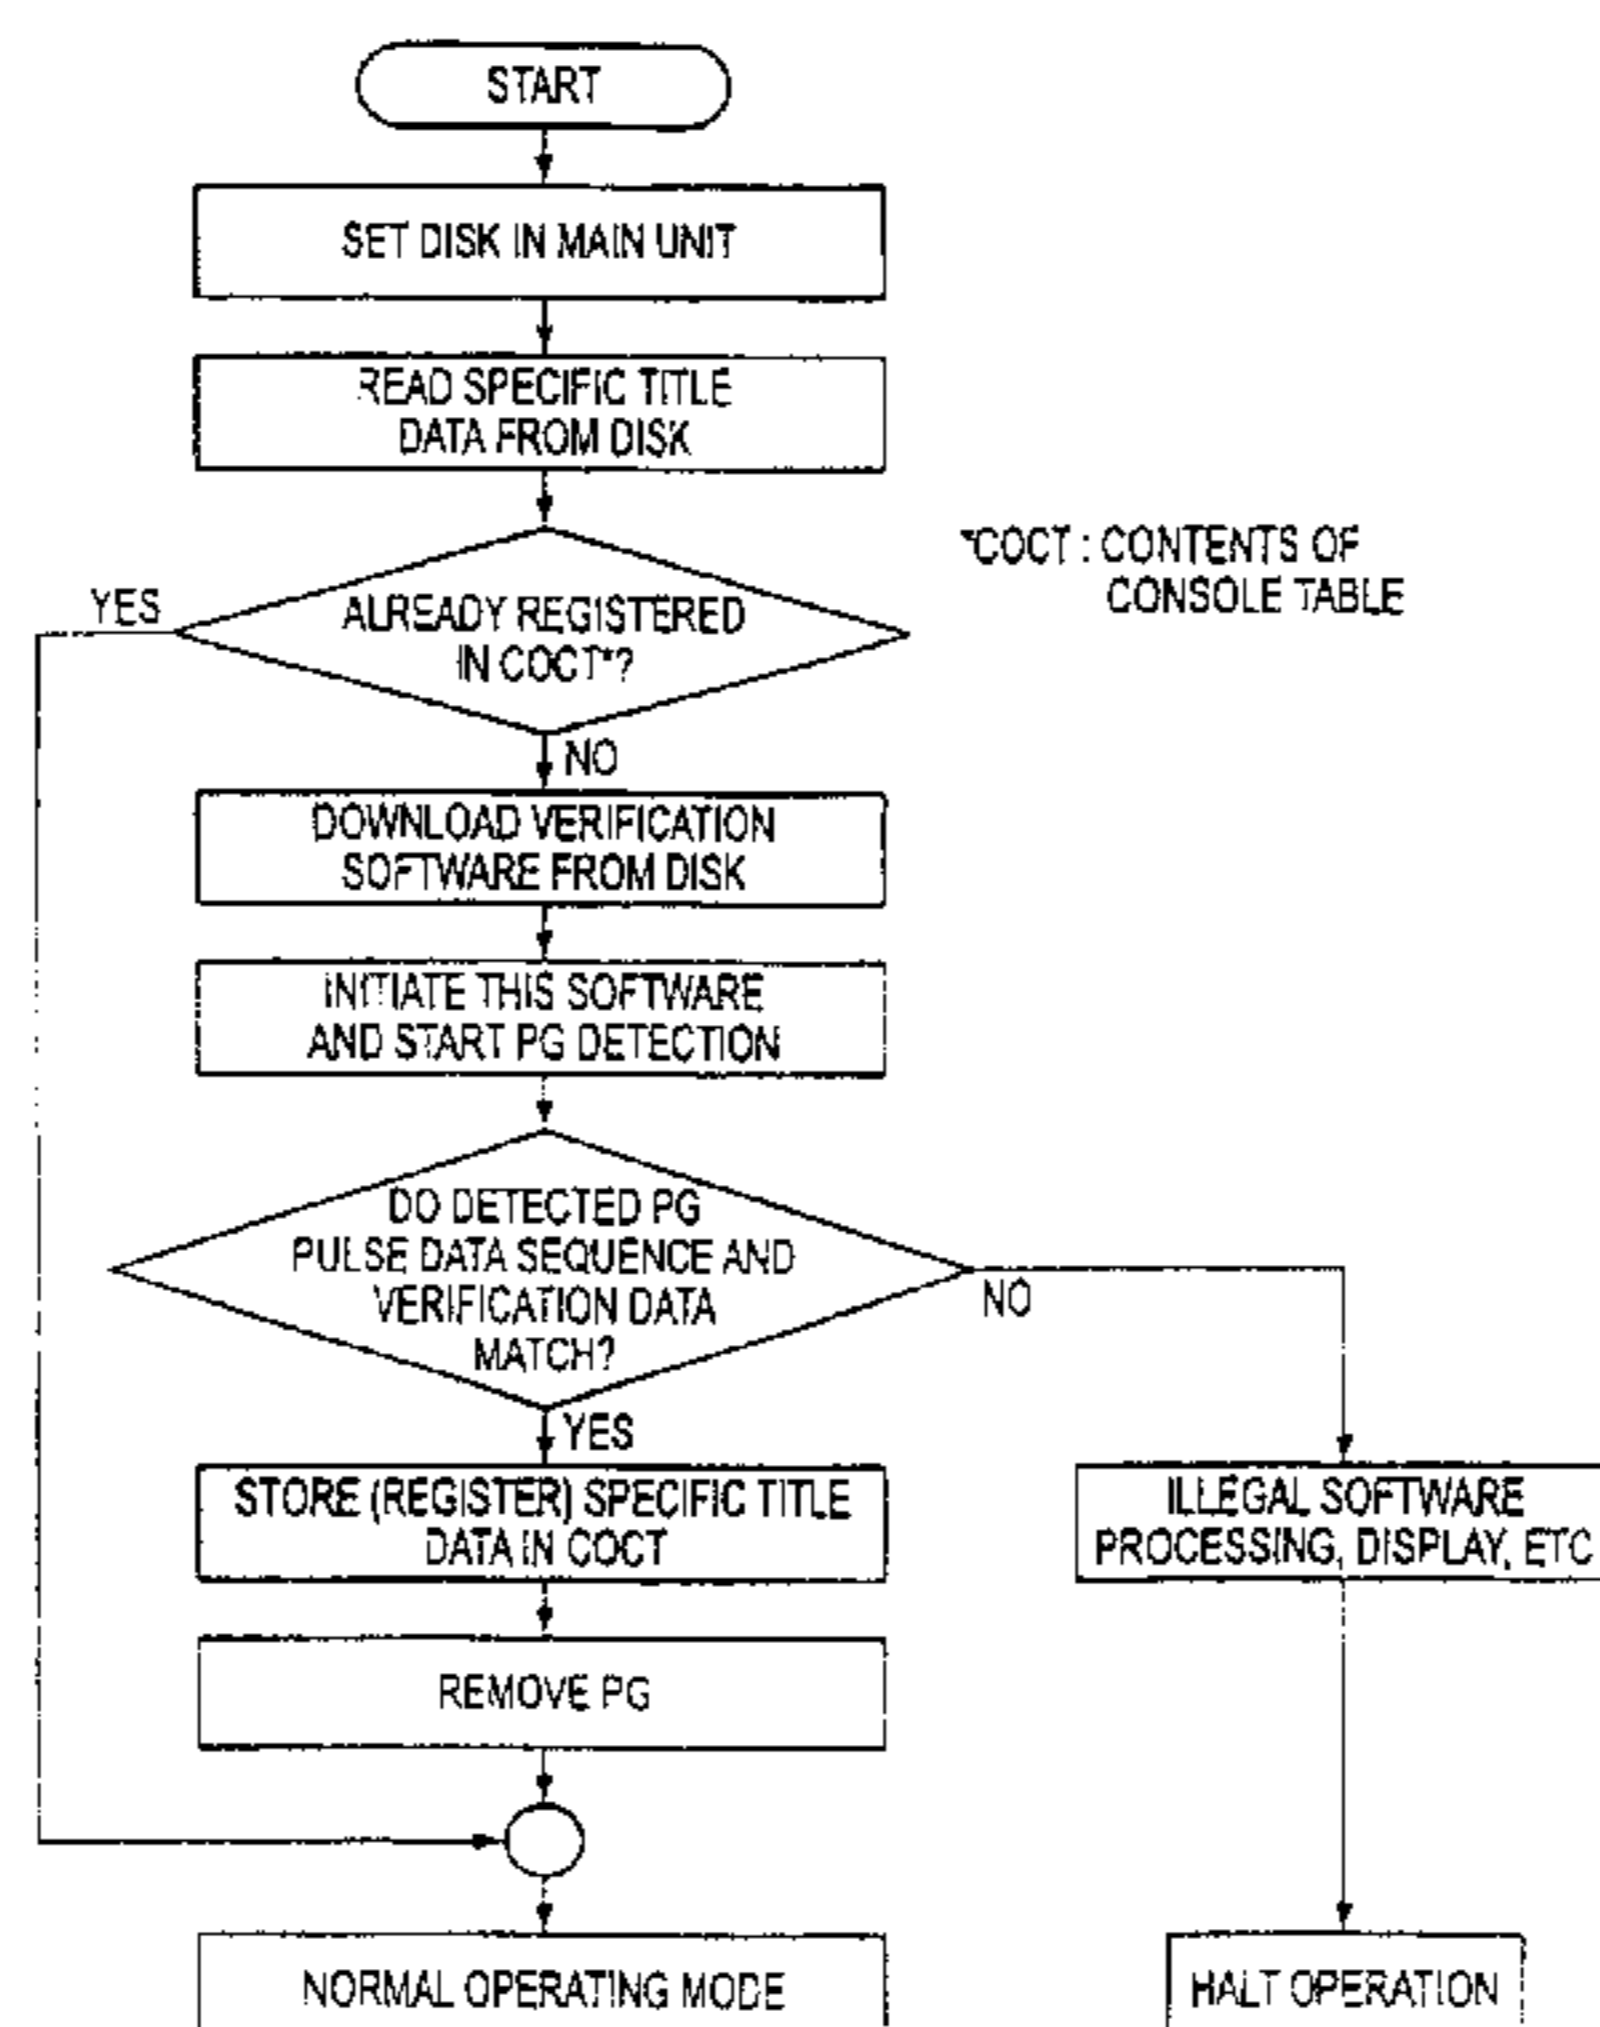 START
SET DISK IN MAIN UNIT
READ SPECIFIC TITLE
DATA FROM DISK
*COCT : CONTENTS OF
CONSOLE TABLE
YES
ALREADY REGISTERED
IN COCT*?
NO
DOWNLOAD VERIFICATION
SOFTWARE FROM DISK
INITIATE THIS SOFTWARE
AND START PG DETECTION
DO DETECTED PG
PULSE DATA SEQUENCE AND
VERIFICATION DATA
MATCH?
NO
YES
STORE (REGISTER) SPECIFIC TITLE
DATA IN COCT
ILLEGAL SOFTWARE
PROCESSING, DISPLAY, ETC
REMOVE PG
NORMAL OPERATING MODE
HALT OPERATION